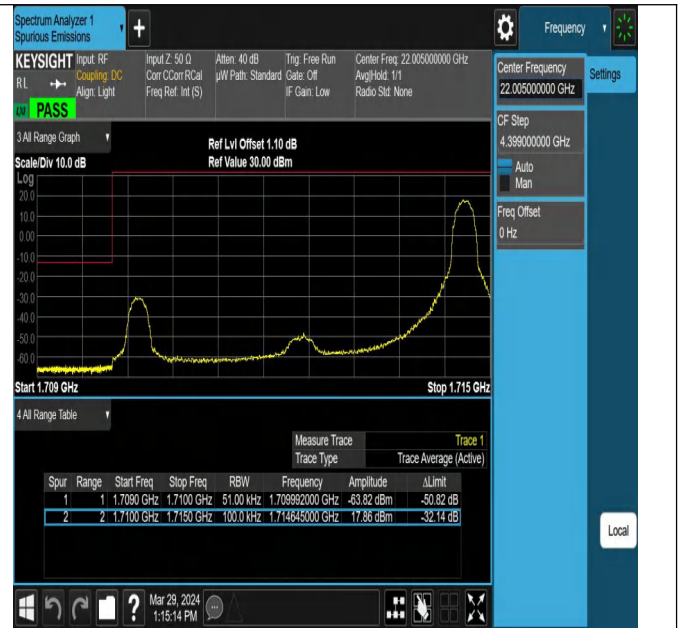 Spectrum Analyzer 1
Spurious Emissions
Frequency
KEYSIGHT
RL
Input: RF
Coupling: DC
Align: Light
Input Z: 50 Ω
Corr CCorr RCal
Freq Ref: Int (S)
Atten: 40 dB
µW Path: Standard
Trig: Free Run
Gate: Off
IF Gain: Low
Center Freq: 22.005000000 GHz
Avg|Hold: 1/1
Radio Std: None
PASS
Center Frequency
22.005000000 GHz
Settings
CF Step
4.399000000 GHz
Auto
Man
Freq Offset
0 Hz
3 All Range Graph
Ref Lvl Offset 1.10 dB
Scale/Div 10.0 dB
Ref Value 30.00 dBm
Log
20.0
10.0
0.00
-10.0
-20.0
-30.0
-40.0
-50.0
-60.0
Start 1.709 GHz
Stop 1.715 GHz
4 All Range Table
Measure Trace Trace 1
Trace Type Trace Average (Active)
Spur Range Start Freq Stop Freq RBW Frequency Amplitude ΔLimit
1 1 1.7090 GHz 1.7100 GHz 51.00 kHz 1.709992000 GHz -63.82 dBm -50.82 dB
2 2 1.7100 GHz 1.7150 GHz 100.0 kHz 1.714645000 GHz 17.86 dBm -32.14 dB
Local
?
Mar 29, 2024
1:15:14 PM